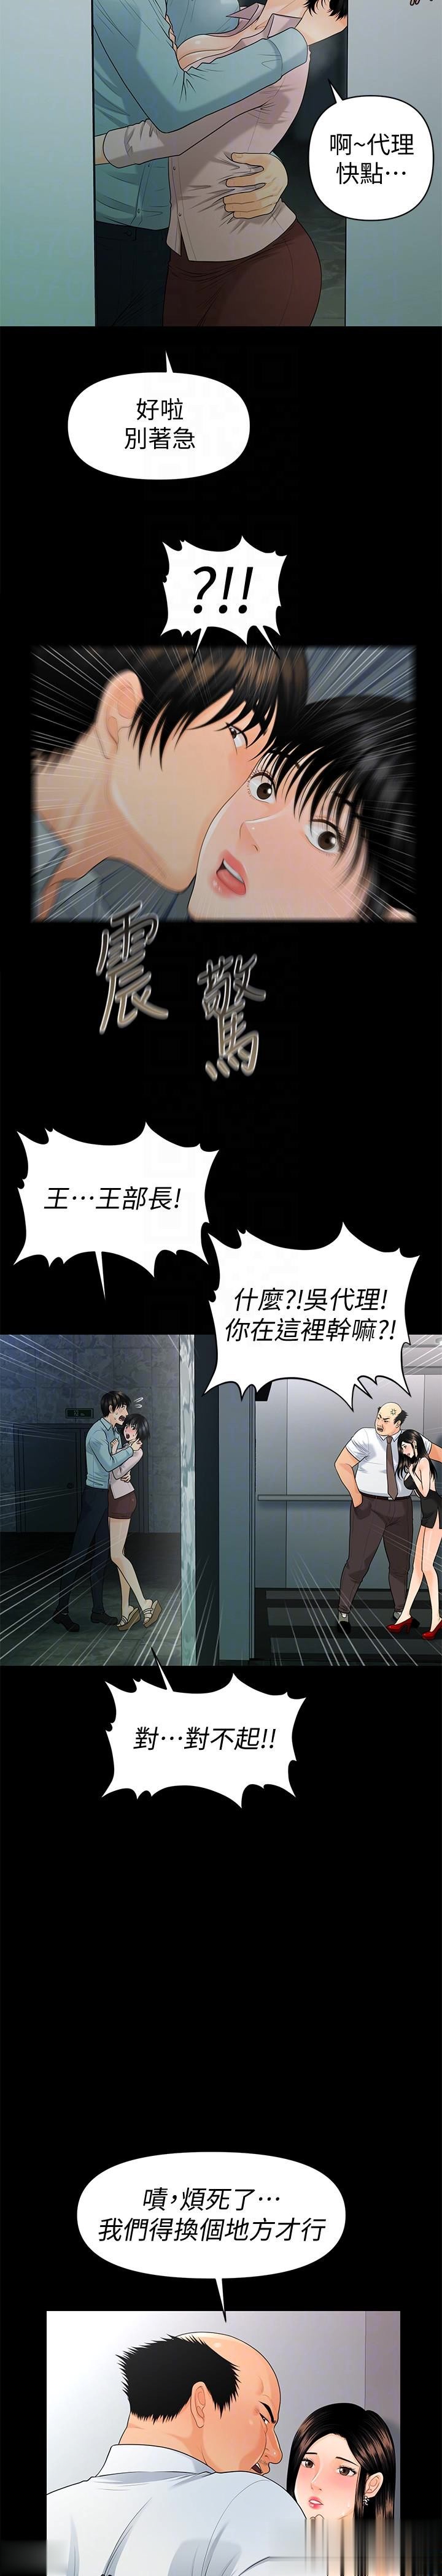 啊~代理
快點…
好啦
別著急
?!!
震驚
王…王部長!
什麼?!吳代理!
你在這裡幹嘛?!
對…對不起!!
嘖,煩死了…
我們得換個地方才行